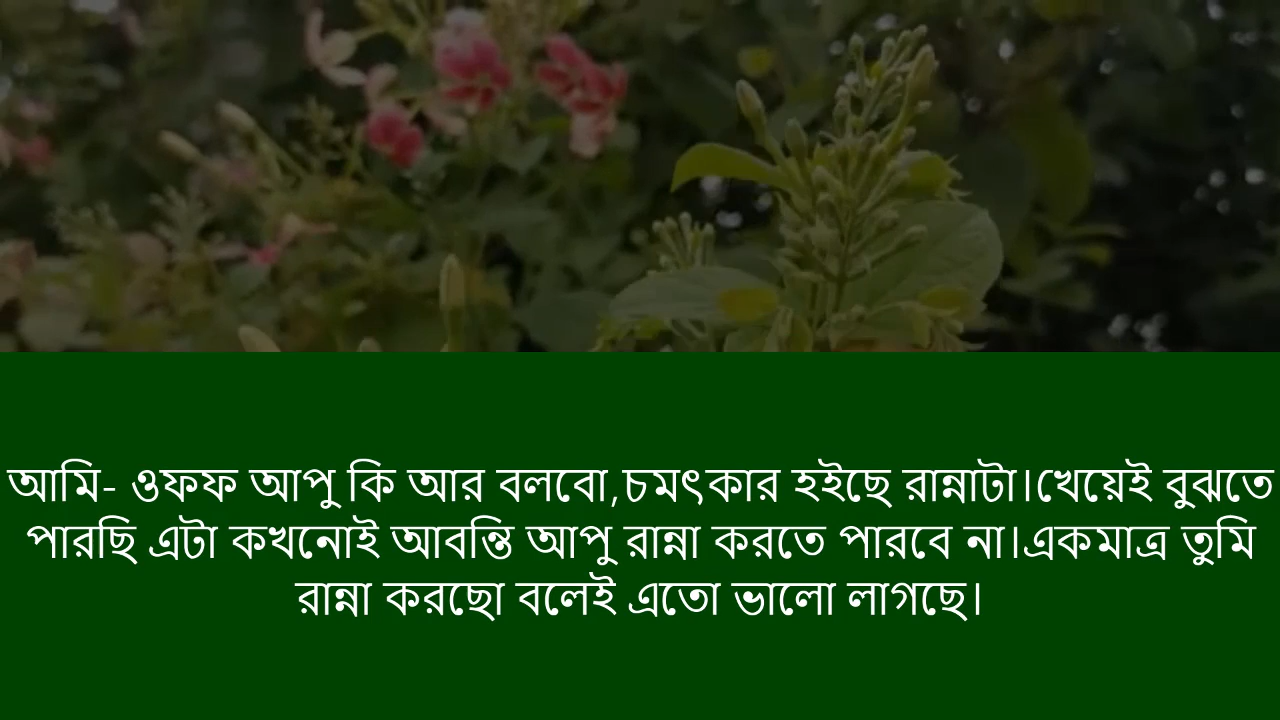 আমি- ওফফ আপু কি আর বলবো,চমৎকার হইছে রান্নাটা।খেয়েই বুঝতে
পারছি এটা কখনোই আবন্তি আপু রান্না করতে পারবে না।একমাত্র তুমি
রান্না করছো বলেই এতো ভালো লাগছে।